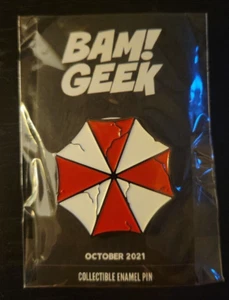 BAM!
GEEK
OCTOBER 2021
COLLECTIBLE ENAMEL PIN